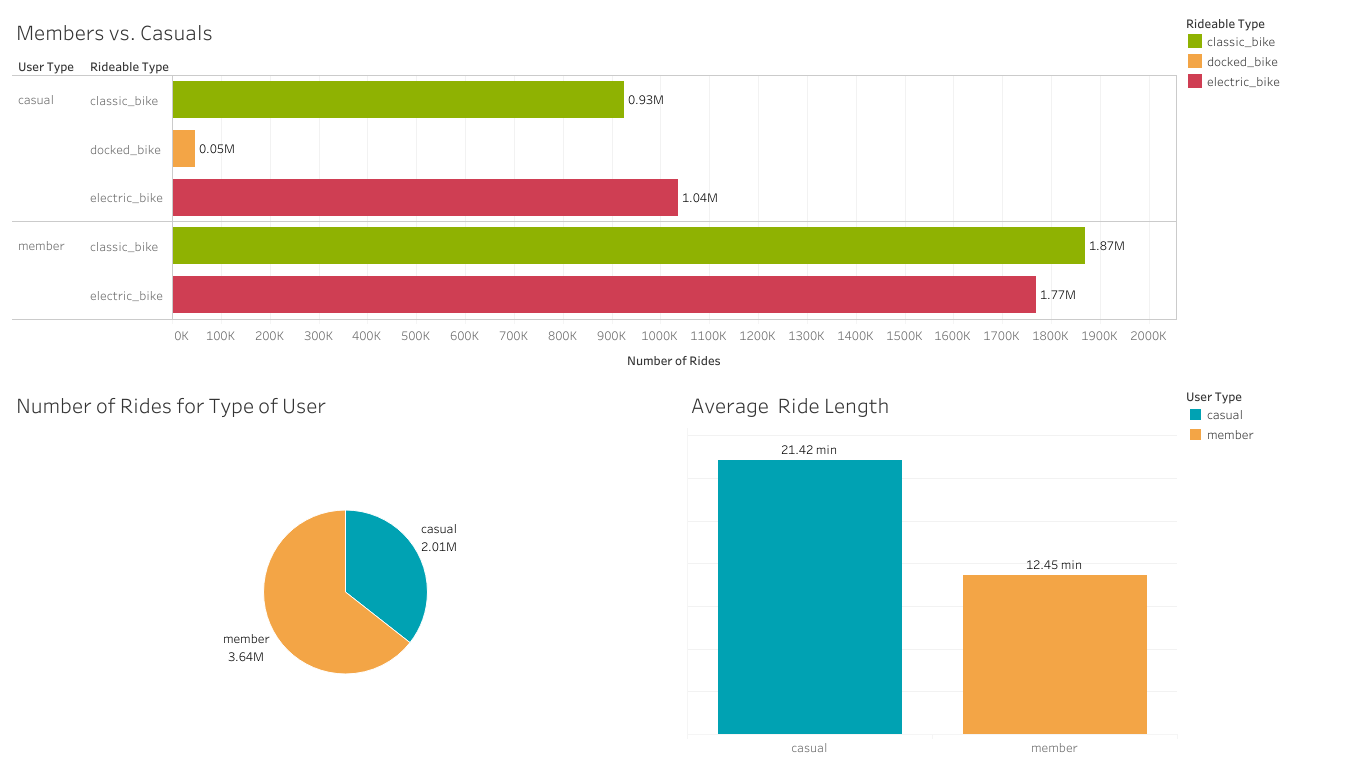 Members vs. Casuals
Rideable Type
classic_bike
docked_bike
electric_bike
User Type Rideable Type
casual classic_bike 0.93M
docked_bike 0.05M
electric_bike 1.04M
member classic_bike 1.87M
electric_bike 1.77M
0K 100K 200K 300K 400K 500K 600K 700K 800K 900K 1000K 1100K 1200K 1300K 1400K 1500K 1600K 1700K 1800K 1900K 2000K
Number of Rides
Number of Rides for Type of User
casual
2.01M
member
3.64M
Average Ride Length
21.42 min
12.45 min
casual member
User Type
casual
member